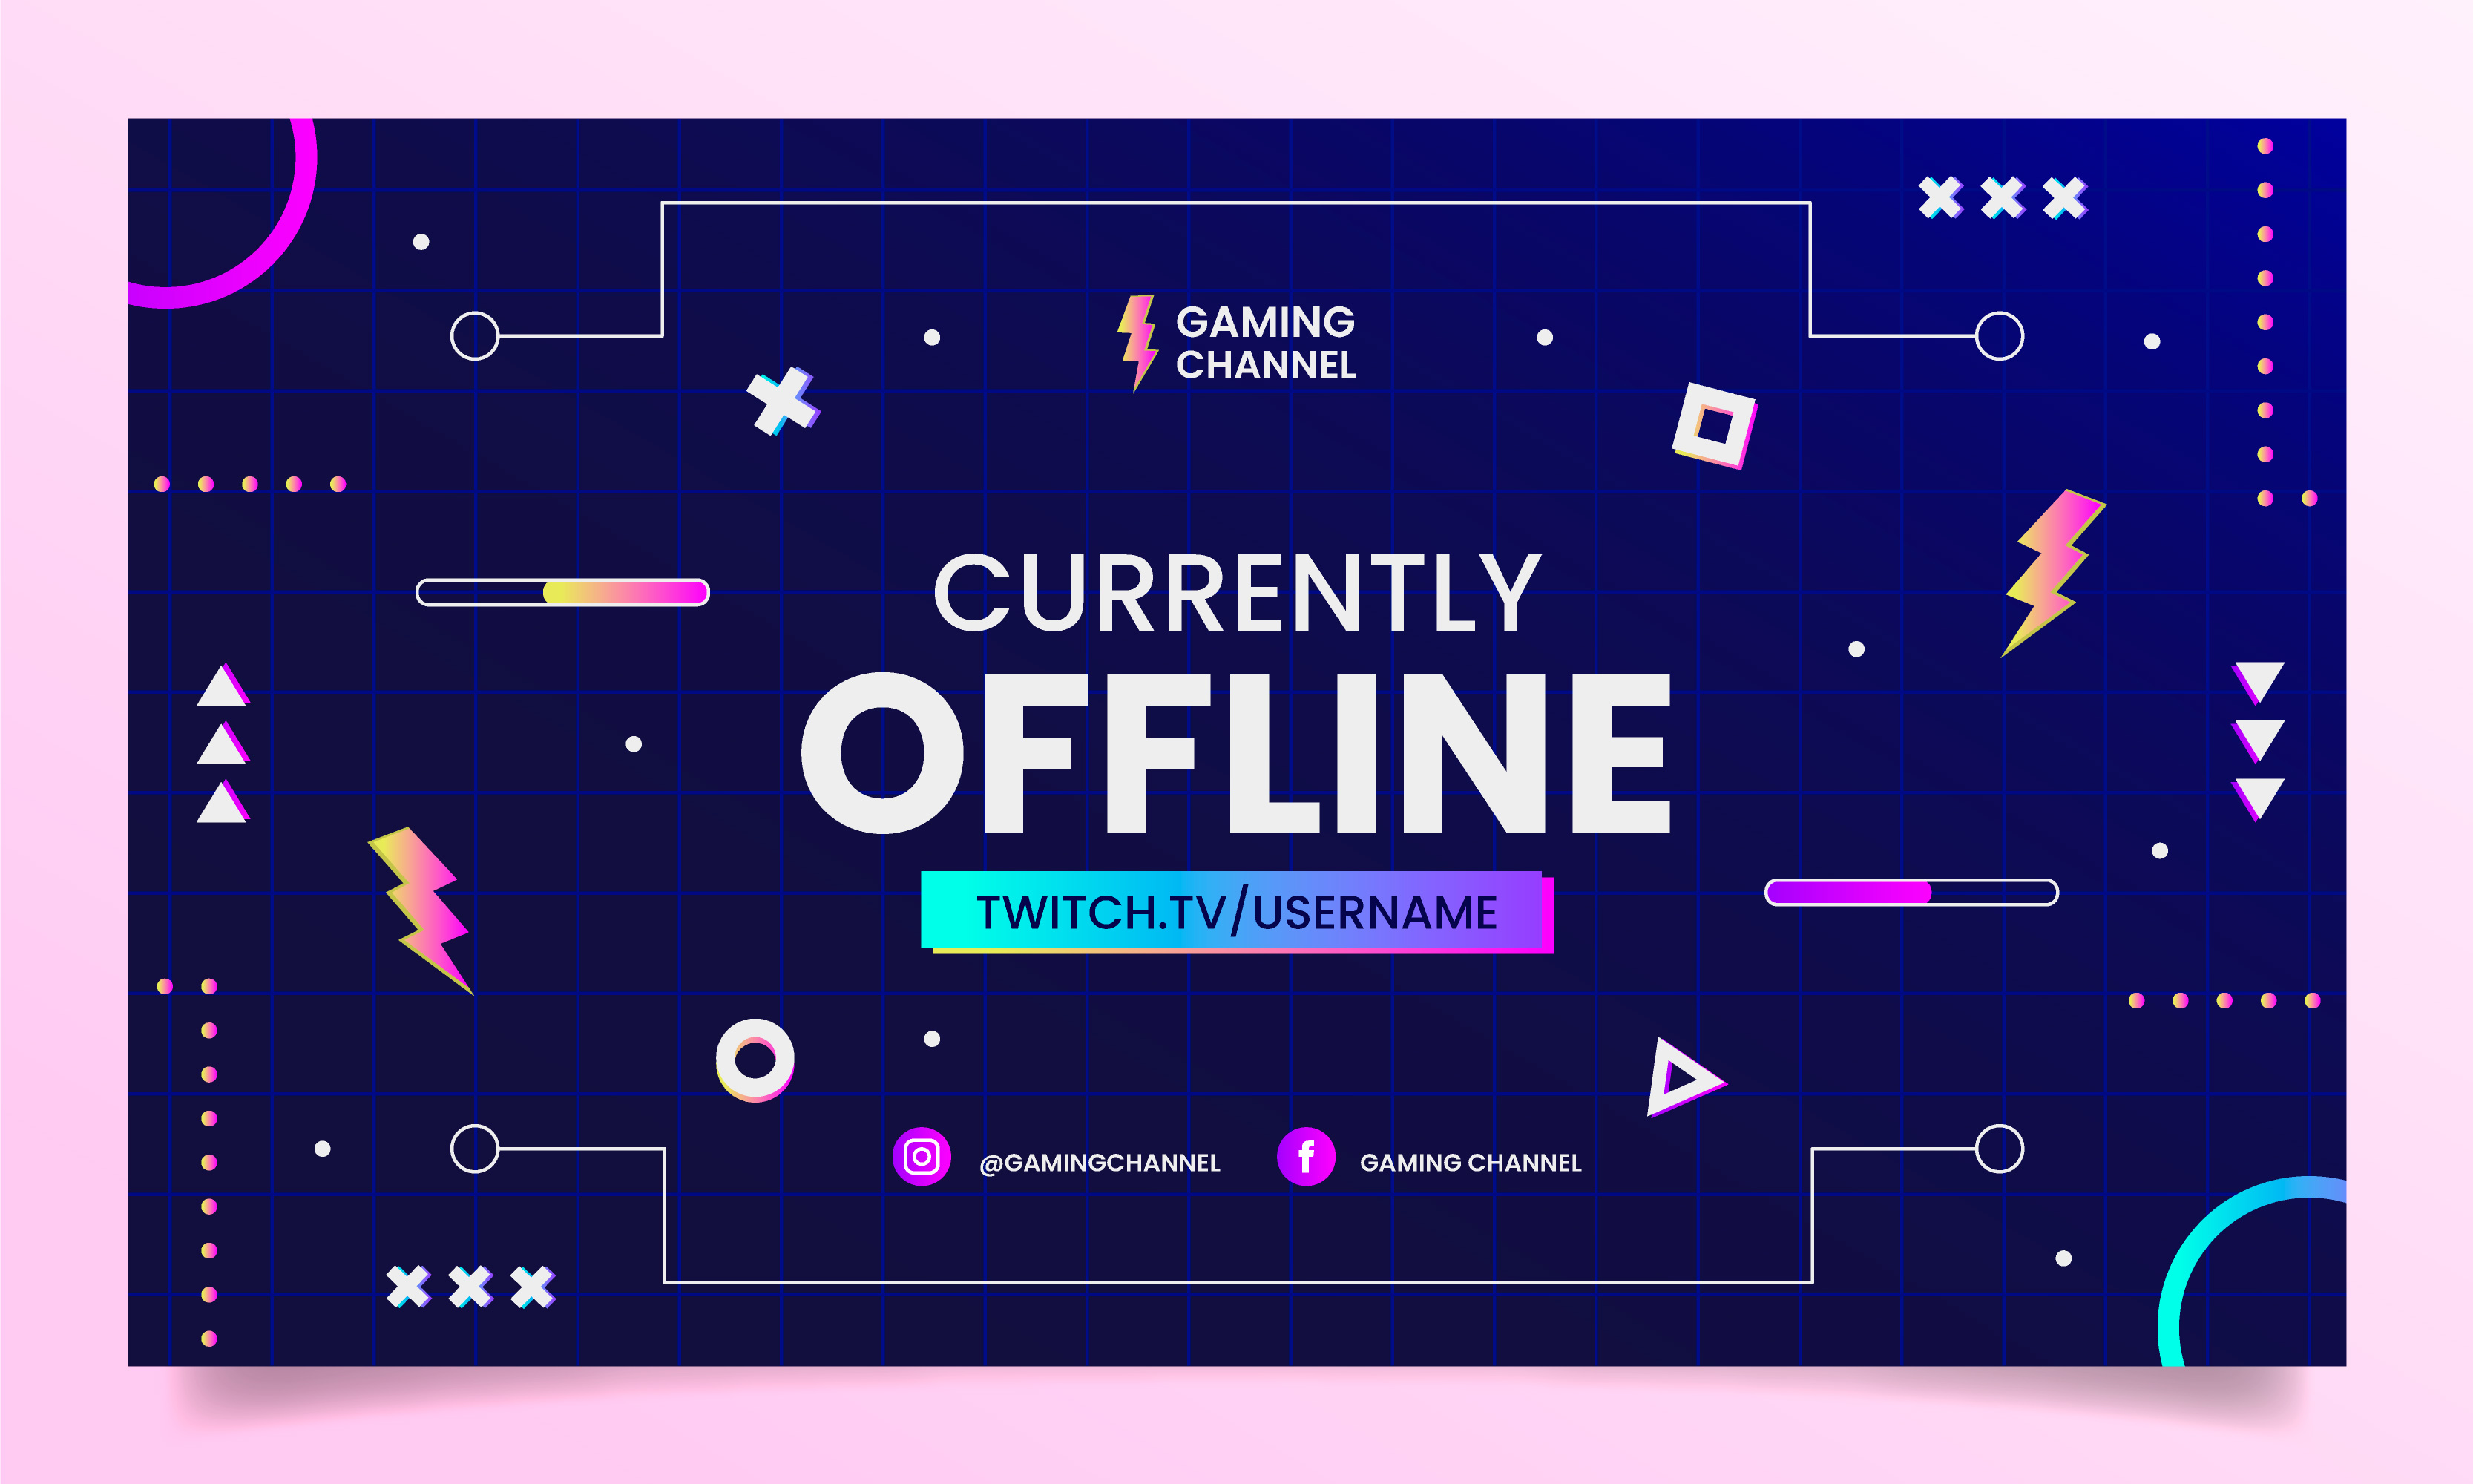 GAMING
CHANNEL
CURRENTLY
OFFLINE
TWITCH.TV/USERNAME
@GAMINGCHANNEL
GAMING CHANNEL